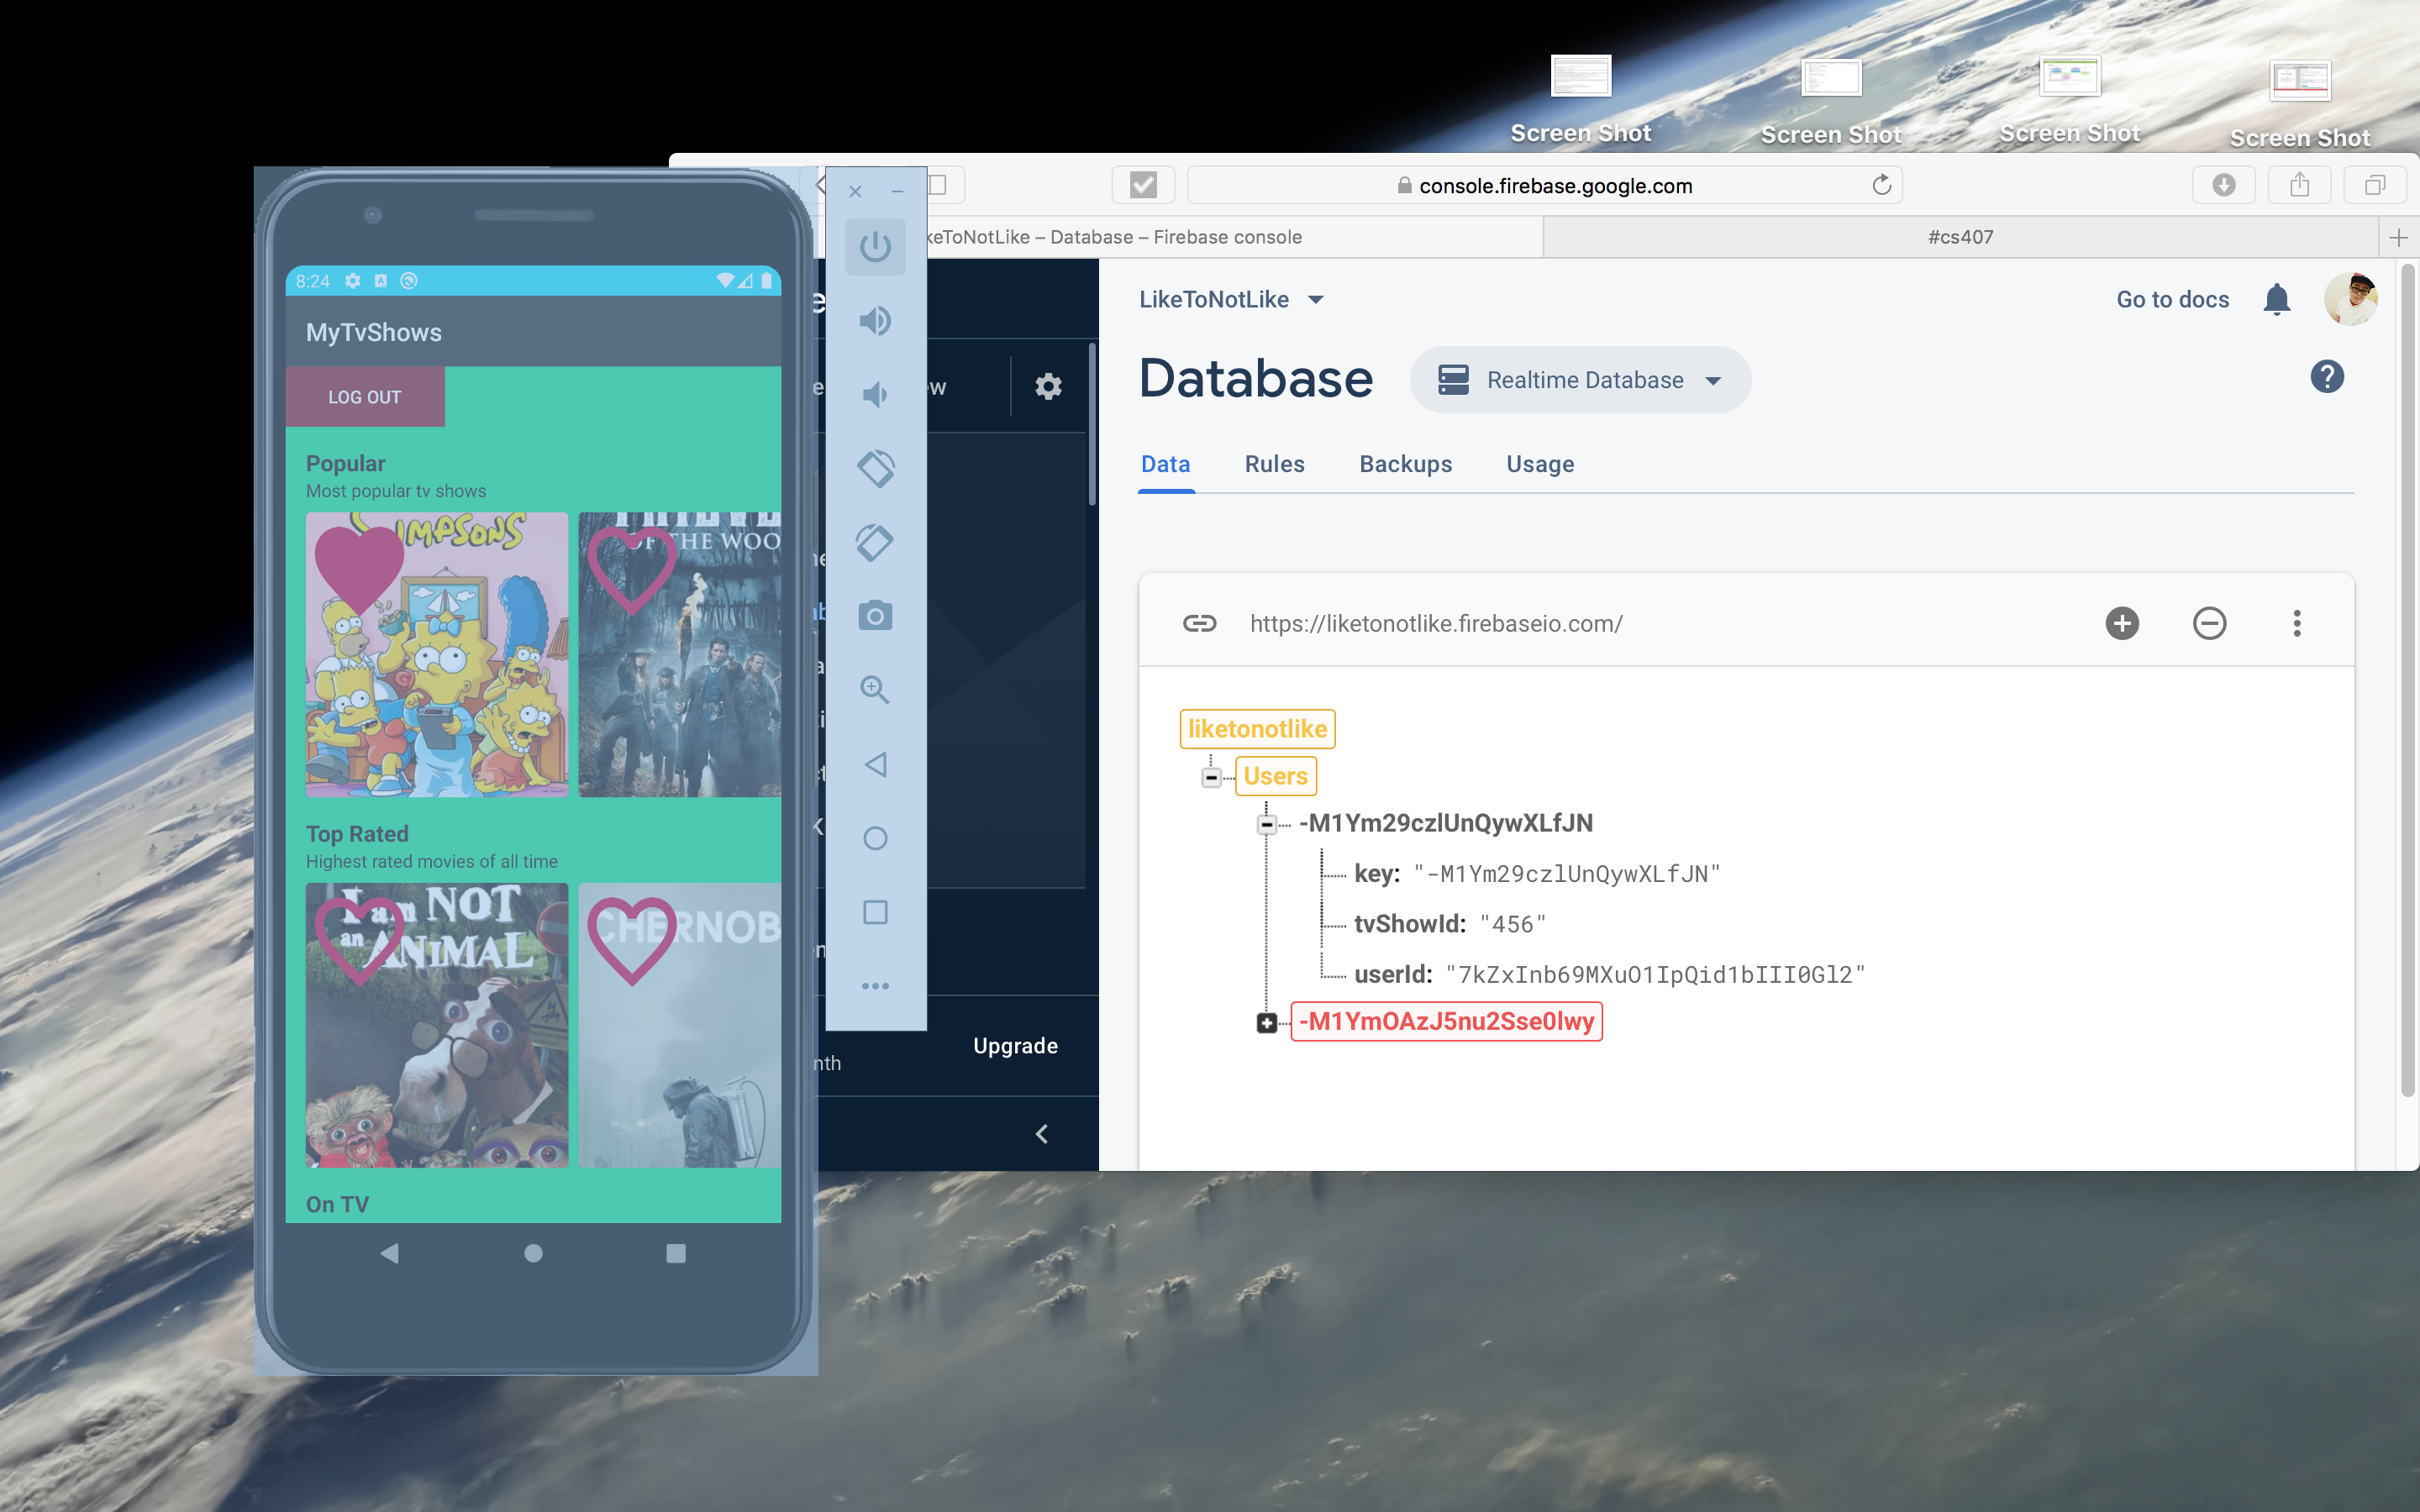 Screen Shot
Screen Shot
Screen Shot
Screen Shot
console.firebase.google.com
keToNotLike – Database – Firebase console
#cs407
8:24
MyTvShows
LOG OUT
Popular
Most popular tv shows
IMPSONS
OF THE WOO
Top Rated
Highest rated movies of all time
I am NOT
an ANIMAL
CHERNOB
On TV
Upgrade
nth
LikeToNotLike
Go to docs
Database
Realtime Database
Data
Rules
Backups
Usage
https://liketonotlike.firebaseio.com/
liketonotlike
Users
-M1Ym29czlUnQywXLfJN
key: "-M1Ym29czlUnQywXLfJN"
tvShowId: "456"
userId: "7kZxInb69MXuO1IpQid1bIII0Gl2"
-M1YmOAzJ5nu2Sse0lwy